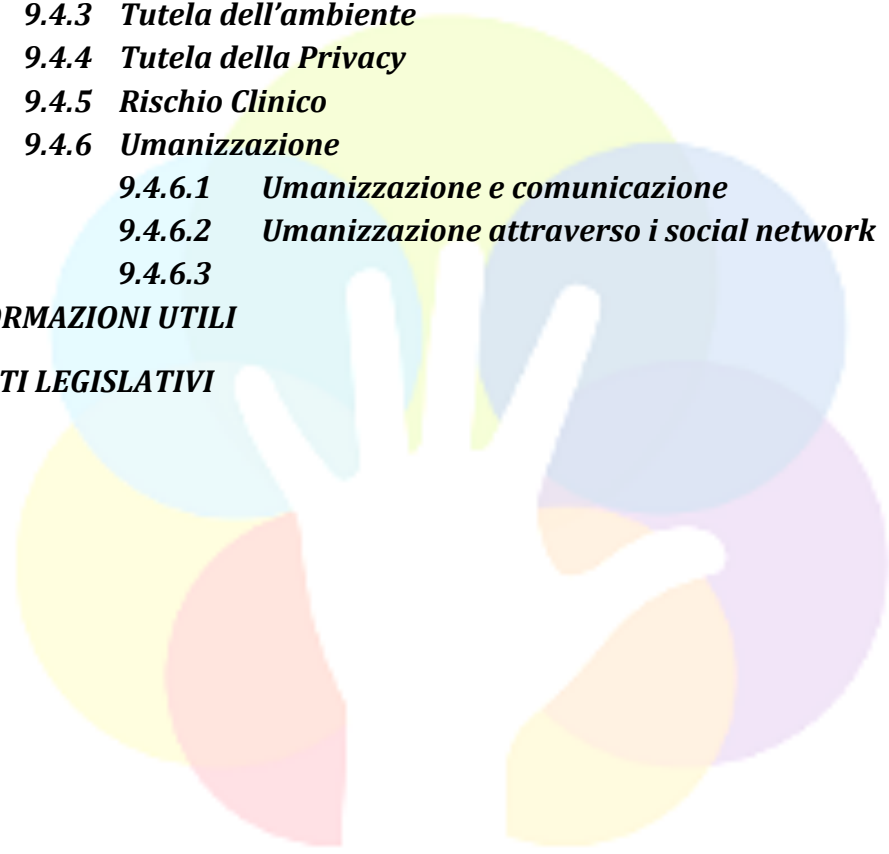 9.4.3 Tutela dell’ambiente
9.4.4 Tutela della Privacy
9.4.5 Rischio Clinico
9.4.6 Umanizzazione
9.4.6.1 Umanizzazione e comunicazione
9.4.6.2 Umanizzazione attraverso i social network
9.4.6.3
ORMAZIONI UTILI
TI LEGISLATIVI